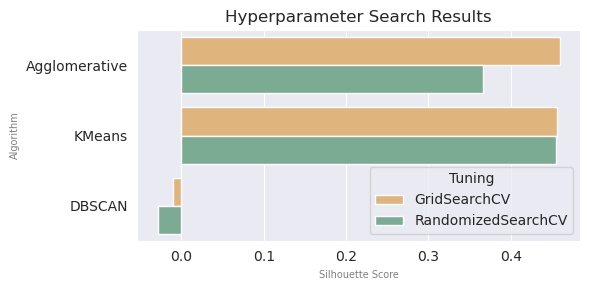 Hyperparameter Search Results
Algorithm
Agglomerative
KMeans
DBSCAN
Tuning
GridSearchCV
RandomizedSearchCV
0.0 0.1 0.2 0.3 0.4
Silhouette Score